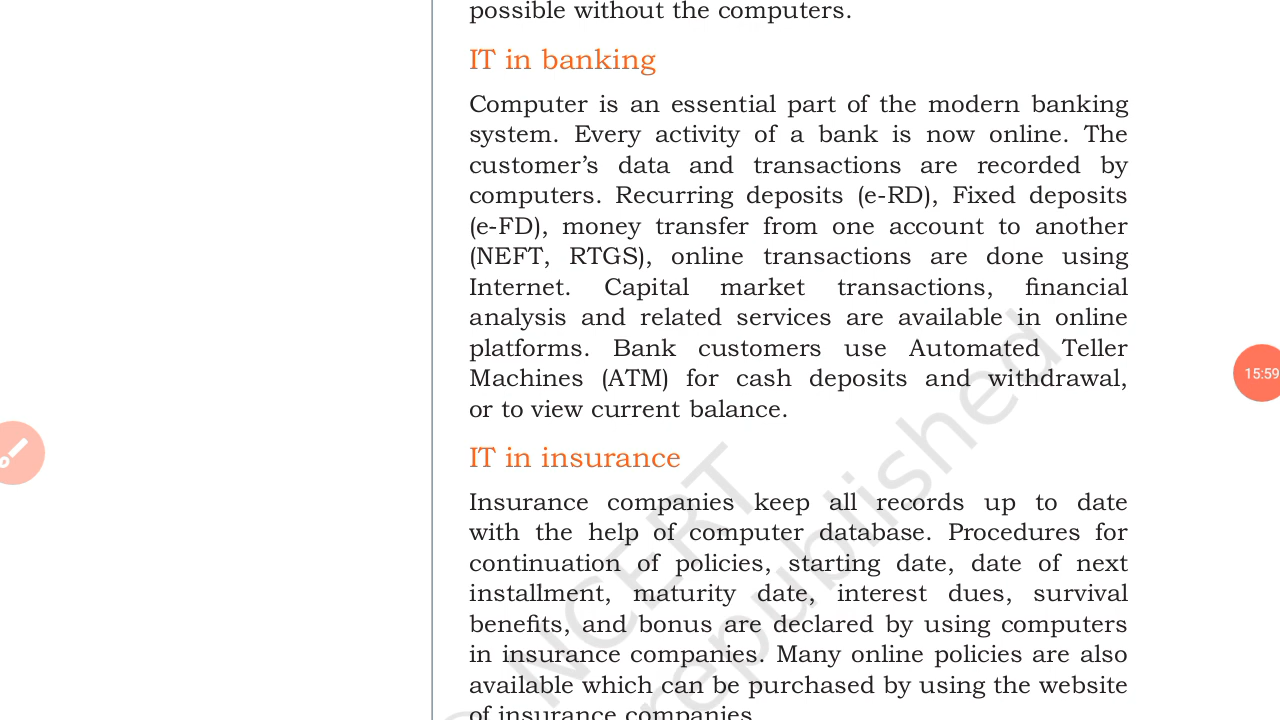 possible without the computers.
IT in banking
Computer is an essential part of the modern banking
system. Every activity of a bank is now online. The
customer’s data and transactions are recorded by
computers. Recurring deposits (e-RD), Fixed deposits
(e-FD), money transfer from one account to another
(NEFT, RTGS), online transactions are done using
Internet. Capital market transactions, financial
analysis and related services are available in online
platforms. Bank customers use Automated Teller
Machines (ATM) for cash deposits and withdrawal,
or to view current balance.
15:59
IT in insurance
Insurance companies keep all records up to date
with the help of computer database. Procedures for
continuation of policies, starting date, date of next
installment, maturity date, interest dues, survival
benefits, and bonus are declared by using computers
in insurance companies. Many online policies are also
available which can be purchased by using the website
of insurance companies.
NCERT
republished